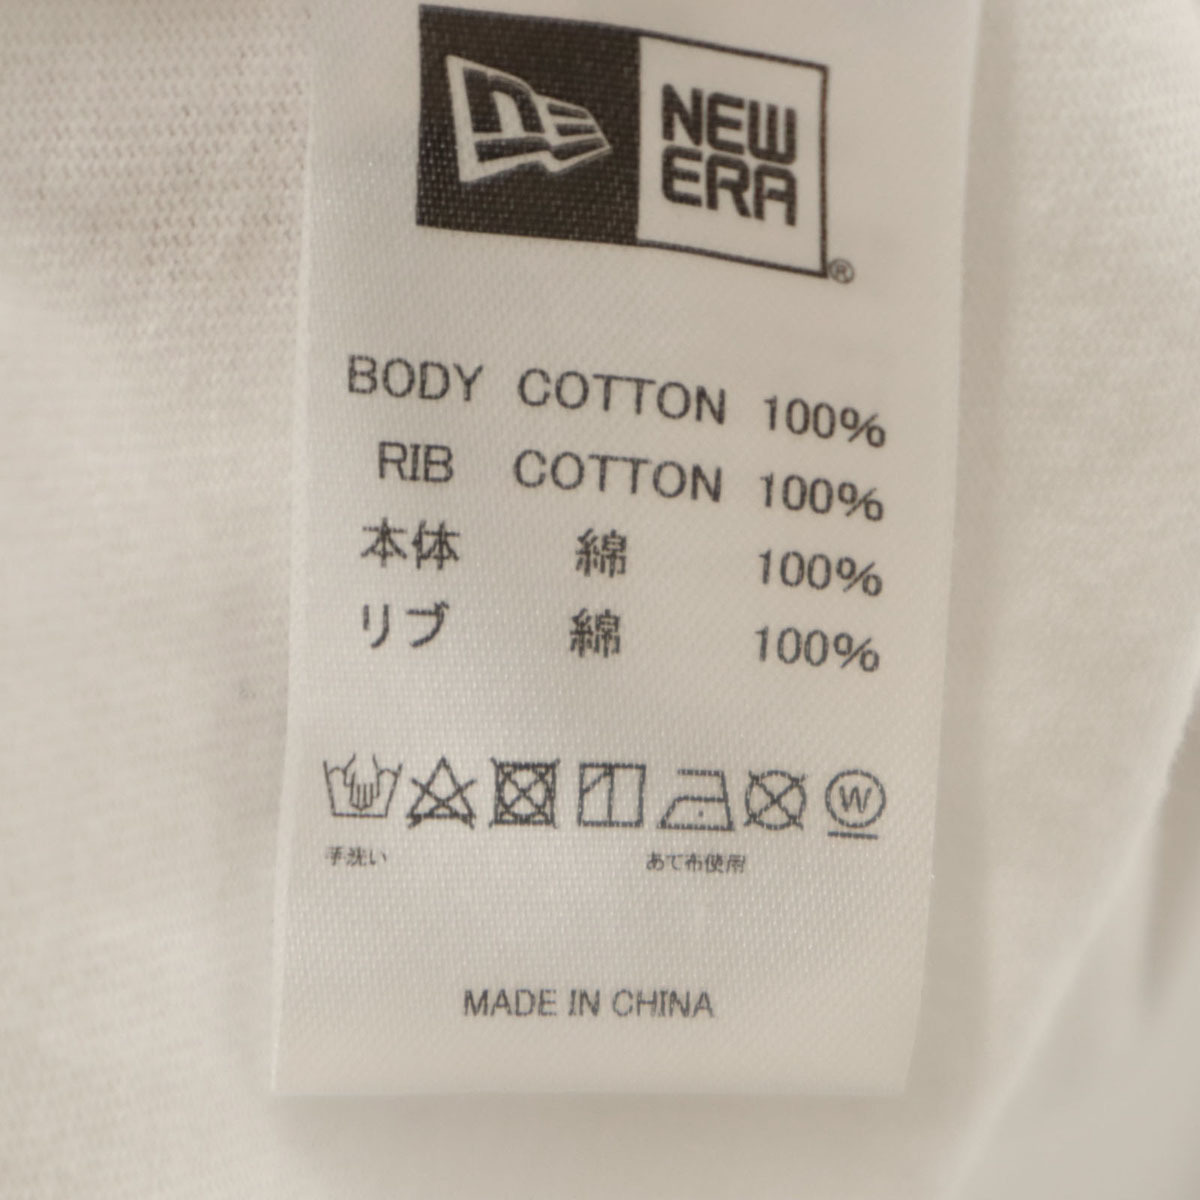 NEW
ERA
®
BODY COTTON 100%
RIB COTTON 100%
本体 綿 100%
リブ 綿 100%
W
手洗い あて布使用
MADE IN CHINA